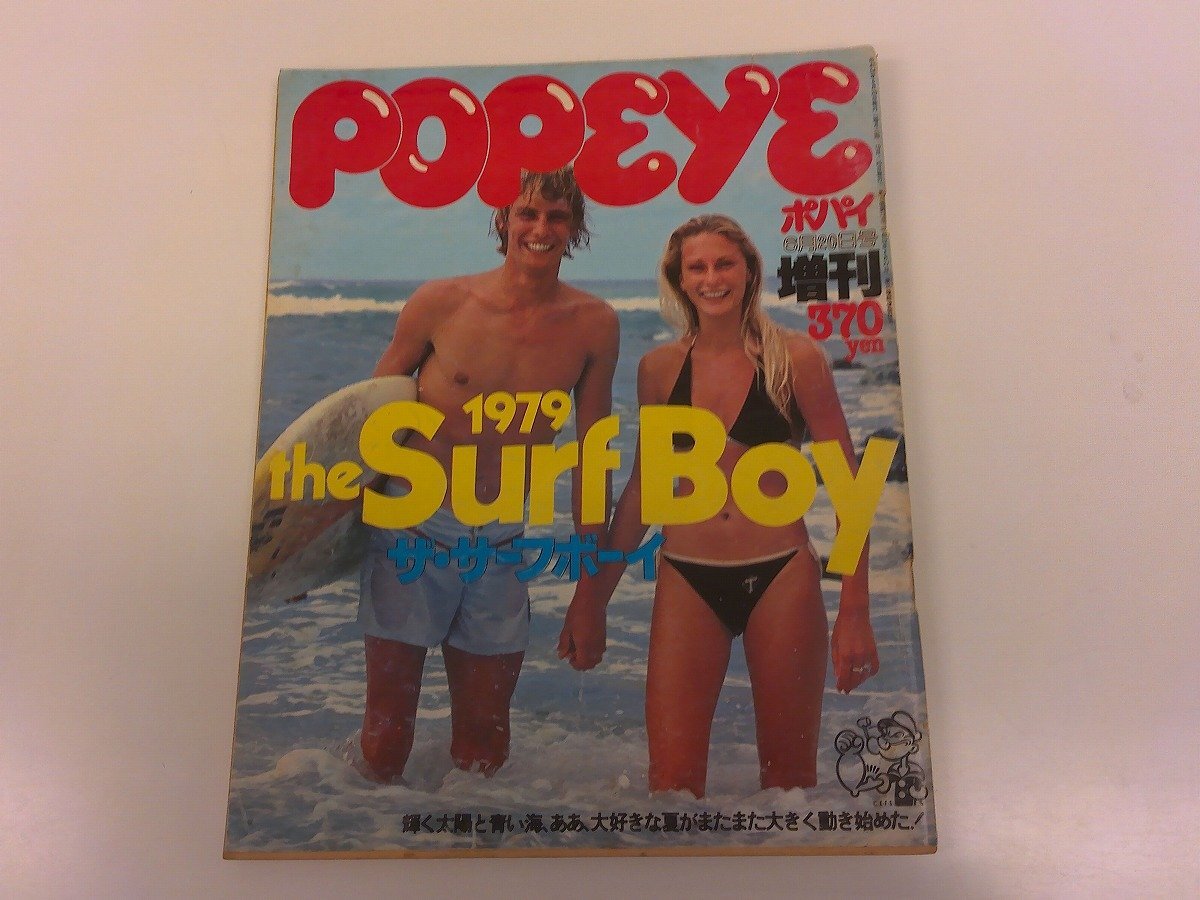 POPEYE
ポパイ
6月20日号
増刊
370
yen
1979
the Surf Boy
ザ・サーフボーイ
輝く太陽と青い海、ああ、大好きな夏がまたまた大きく動き始めた!